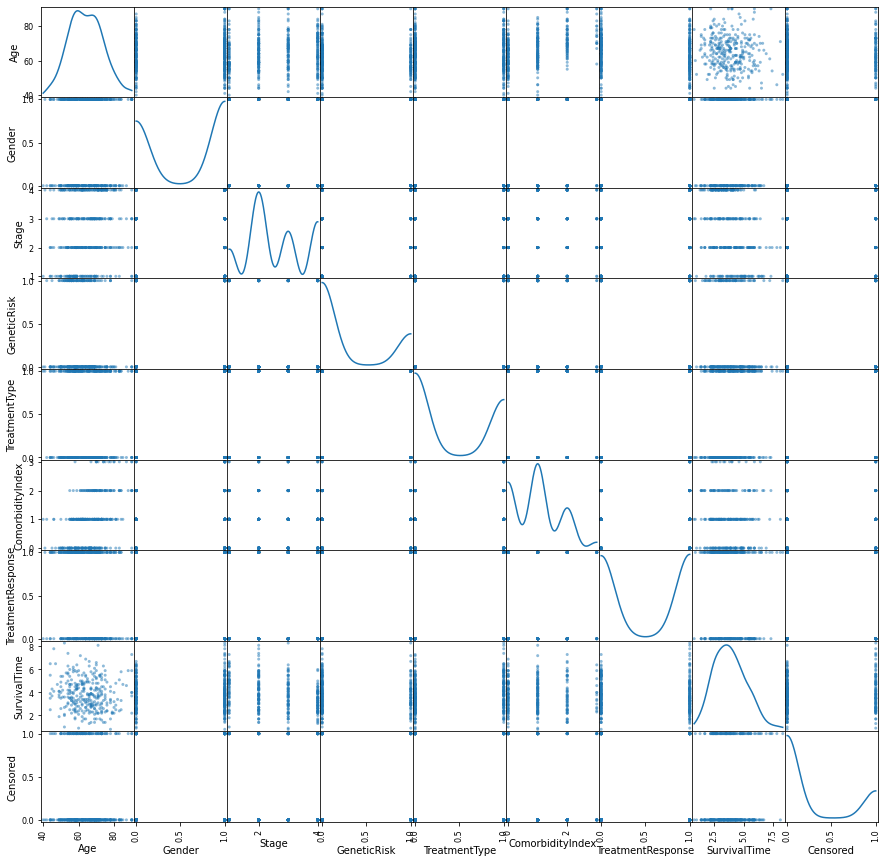 80
60
40
Age
1.0
0.5
0.0
Gender
4
3
2
1
Stage
1.0
0.5
0.0
GeneticRisk
1.0
0.5
0.0
TreatmentType
3
2
1
0
ComorbidityIndex
1.0
0.5
0.0
TreatmentResponse
8
6
4
2
SurvivalTime
1.0
0.5
0.0
Censored
40 60 80 0.0 0.5 1.0 2 4 0.0 0.5 1.0 0.0 0.5 1.0 0 2 0.0 0.5 1.0 2.5 5.0 7.5 0.0 0.5 1.0
Age Gender Stage GeneticRisk TreatmentType ComorbidityIndex TreatmentResponse SurvivalTime Censored